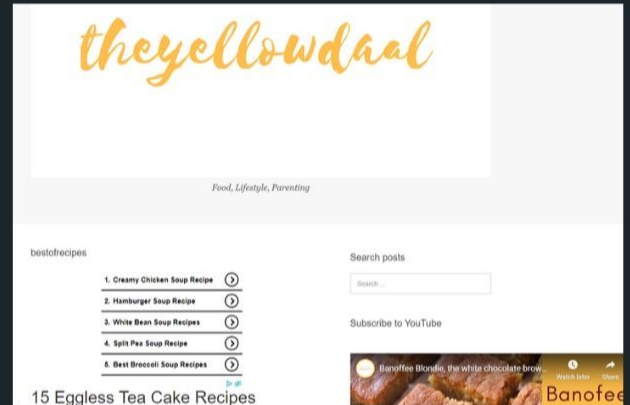 theyellowdaal
Food, Lifestyle, Parenting
bestofrecipes
1. Creamy Chicken Soup Recipe
2. Hamburger Soup Recipe
3. White Bean Soup Recipes
4. Split Pea Soup Recipe
5. Best Broccoli Soup Recipes
15 Eggless Tea Cake Recipes
Search posts
Search ...
Subscribe to YouTube
Banoffee Blondie, the white chocolate brow...
Watch later
Share
Banofee